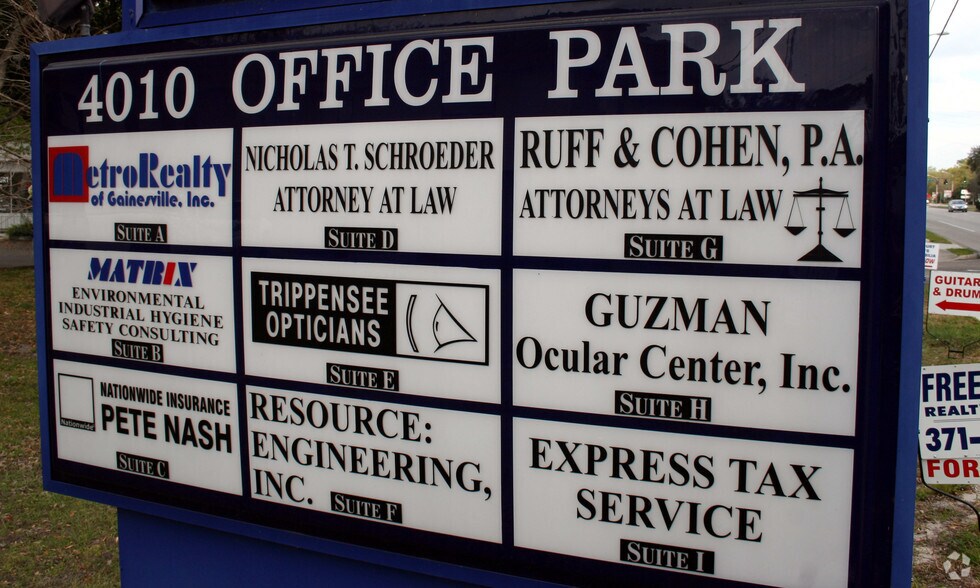 4010 OFFICE PARK
MetroRealty
of Gainesville, Inc.
SUITE A
MATRIX
ENVIRONMENTAL
INDUSTRIAL HYGIENE
SAFETY CONSULTING
SUITE B
NATIONWIDE INSURANCE
PETE NASH
Nationwide
SUITE C
NICHOLAS T. SCHROEDER
ATTORNEY AT LAW
SUITE D
TRIPPENSEE
OPTICIANS
SUITE E
RESOURCE:
ENGINEERING,
INC.
SUITE F
RUFF & COHEN, P.A.
ATTORNEYS AT LAW
SUITE G
GUZMAN
Ocular Center, Inc.
SUITE H
EXPRESS TAX
SERVICE
SUITE I
GUITAR
& DRUM
FREE
REALT
371-
FOR